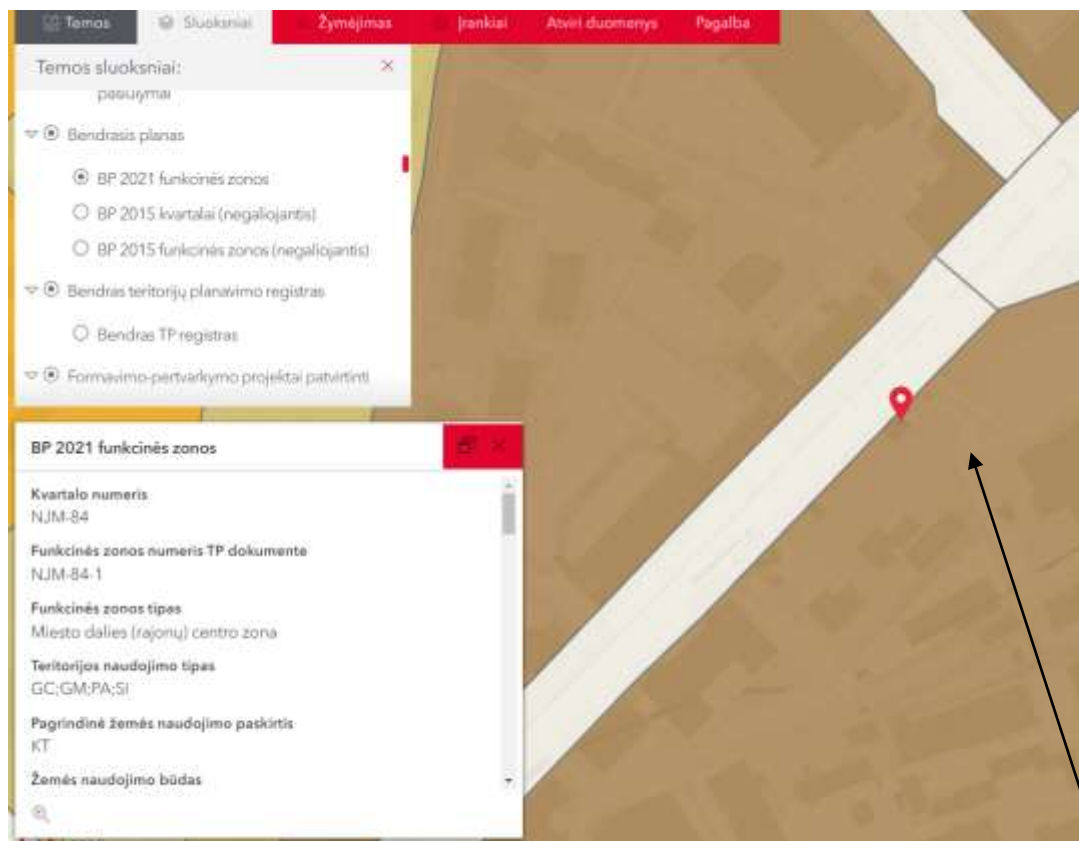 Temos Sluoksniai Žymėjimas Įrankiai Atviri duomenys Pagalba
Temos sluoksniai:
pasiūlymai
Bendrasis planas
BP 2021 funkcinės zonos
BP 2015 kvartalai (negaliojantis)
BP 2015 funkcinės zonos (negaliojantis)
Bendras teritorijų planavimo registras
Bendras TP registras
Formavimo-pertvarkymo projektai patvirtinti
BP 2021 funkcinės zonos
Kvartalo numeris
NJM-84
Funkcinės zonos numeris TP dokumente
NJM-84-1
Funkcinės zonos tipas
Miesto dalies (rajonų) centro zona
Teritorijos naudojimo tipas
GC;GM;PA;SI
Pagrindinė žemės naudojimo paskirtis
KT
Žemės naudojimo būdas